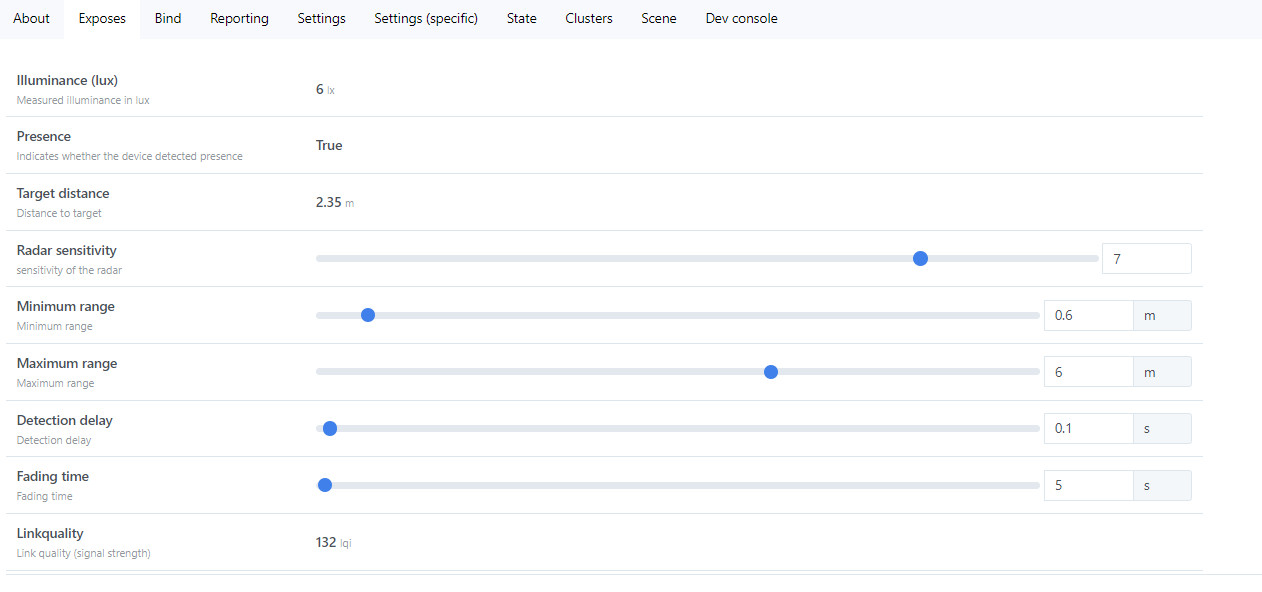 About Exposes Bind Reporting Settings Settings (specific) State Clusters Scene Dev console
Illuminance (lux)
Measured illuminance in lux
6 lx
Presence
Indicates whether the device detected presence
True
Target distance
Distance to target
2.35 m
Radar sensitivity
sensitivity of the radar
7
Minimum range
Minimum range
0.6 m
Maximum range
Maximum range
6 m
Detection delay
Detection delay
0.1 s
Fading time
Fading time
5 s
Linkquality
Link quality (signal strength)
132 lqi